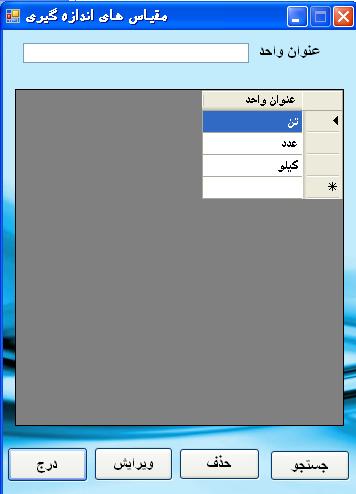 مقیاس های اندازه گیری
عنوان واحد
عنوان واحد
تن
عدد
کیلو
جستجو
حذف
ویرایش
درج